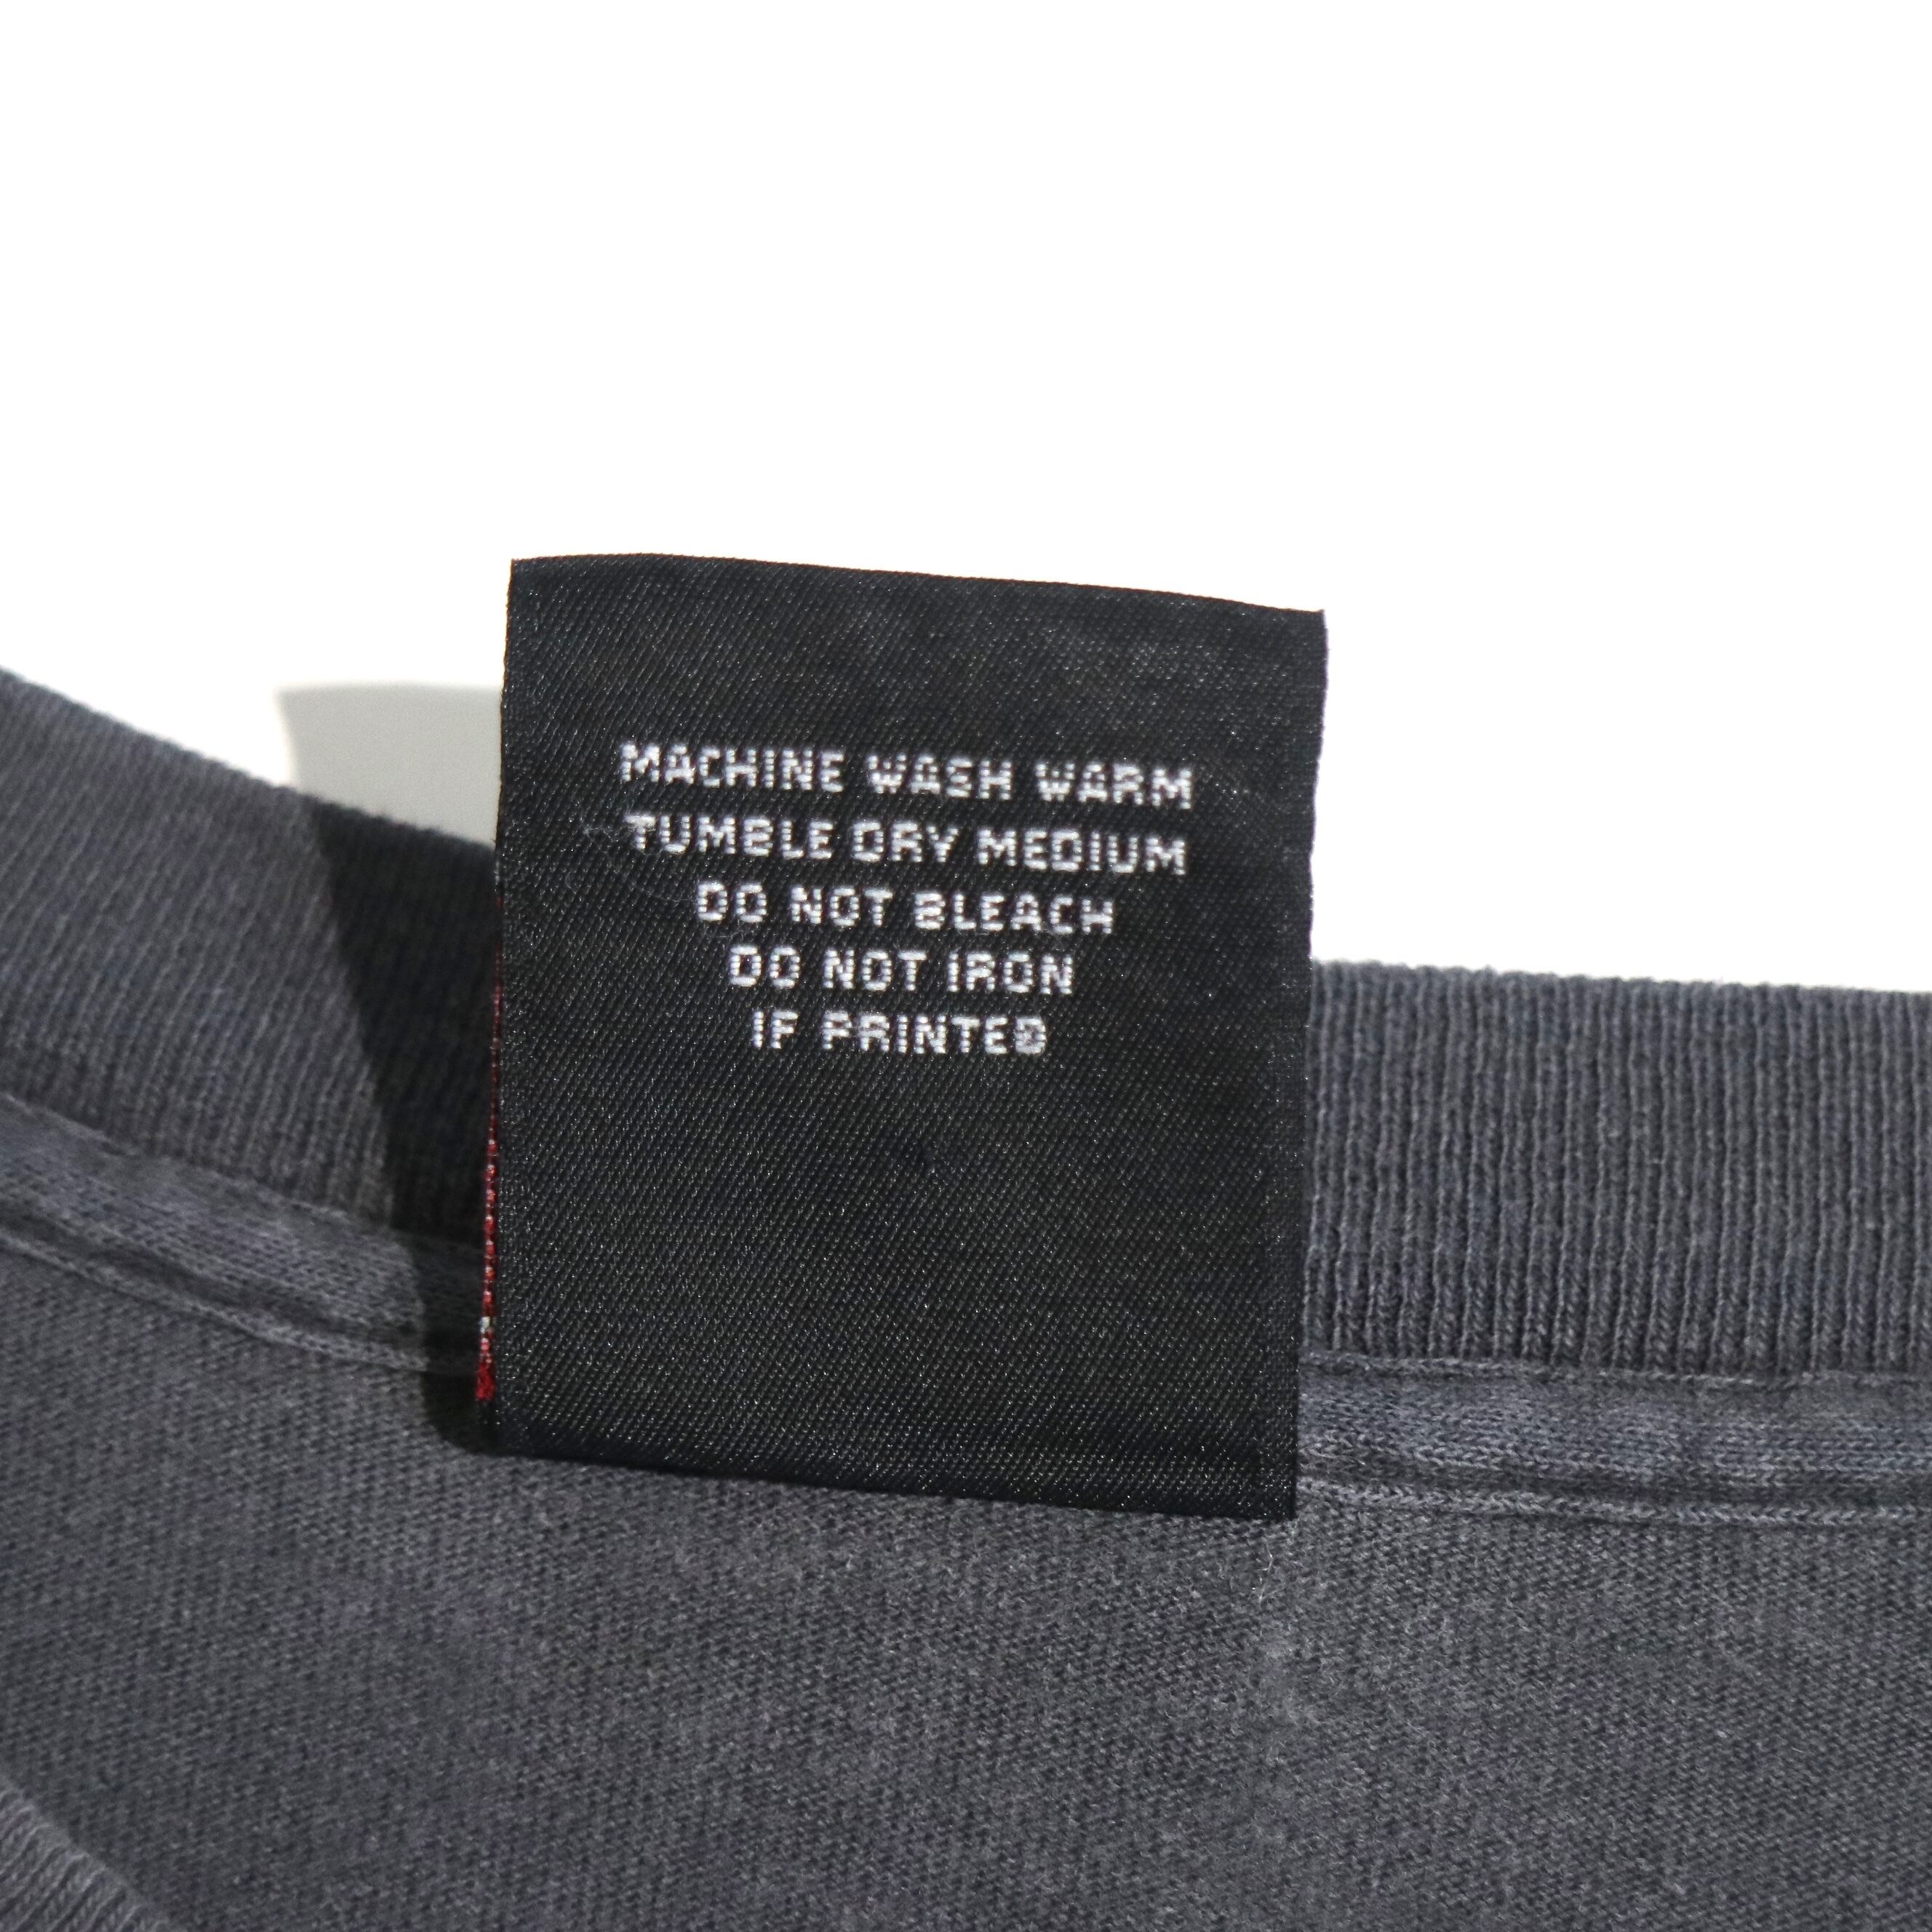 MACHINE WASH WARM
TUMBLE DRY MEDIUM
DO NOT BLEACH
DO NOT IRON
IF PRINTED